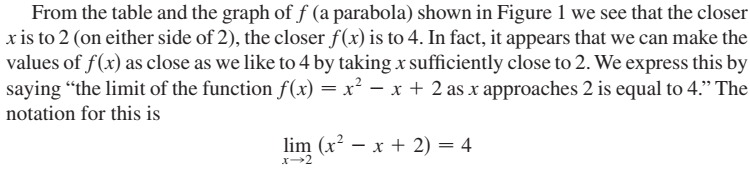 From the table and the graph of f (a parabola) shown in Figure 1 we see that the closer
x is to 2 (on either side of 2), the closer f(x) is to 4. In fact, it appears that we can make the
values of f(x) as close as we like to 4 by taking x sufficiently close to 2. We express this by
saying “the limit of the function f(x) = x² − x + 2 as x approaches 2 is equal to 4.” The
notation for this is
lim (x² − x + 2) = 4
x→2